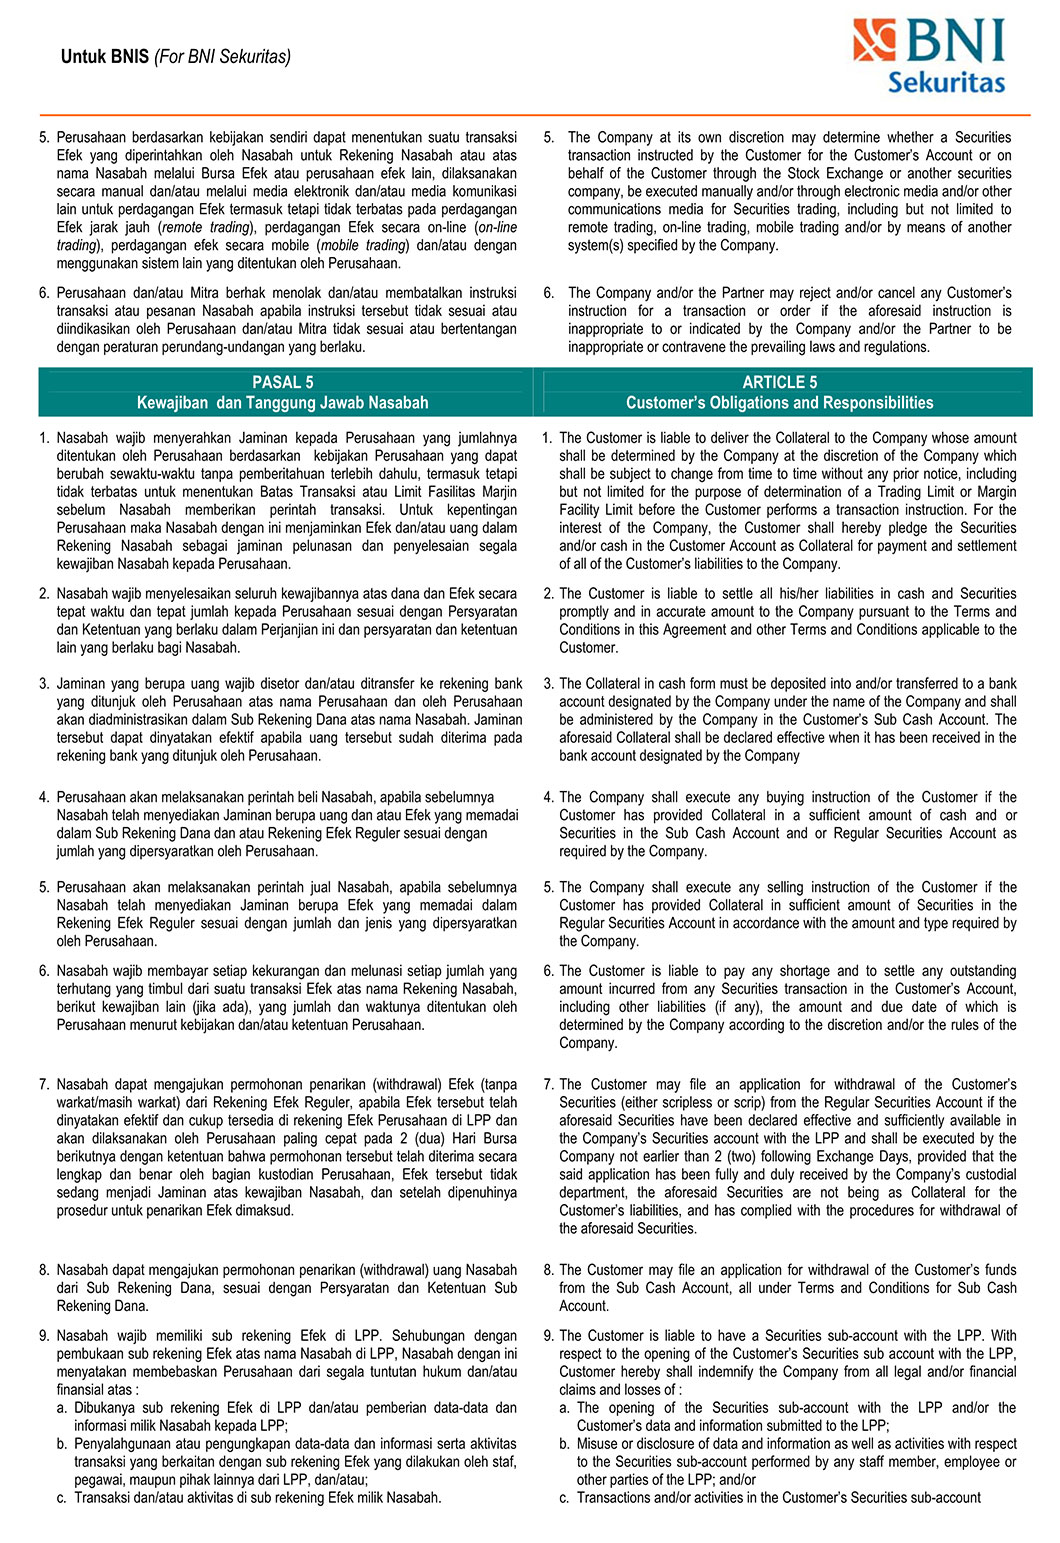 Untuk BNIS (For BNI Sekuritas)
BNI
Sekuritas
5. Perusahaan berdasarkan kebijakan sendiri dapat menentukan suatu transaksi
Efek yang diperintahkan oleh Nasabah untuk Rekening Nasabah atau atas
nama Nasabah melalui Bursa Efek atau perusahaan efek lain, dilaksanakan
secara manual dan/atau melalui media elektronik dan/atau media komunikasi
lain untuk perdagangan Efek termasuk tetapi tidak terbatas pada perdagangan
Efek jarak jauh (remote trading), perdagangan Efek secara on-line (on-line
trading), perdagangan efek secara mobile (mobile trading) dan/atau dengan
menggunakan sistem lain yang ditentukan oleh Perusahaan.
6. Perusahaan dan/atau Mitra berhak menolak dan/atau membatalkan instruksi
transaksi atau pesanan Nasabah apabila instruksi tersebut tidak sesuai atau
diindikasikan oleh Perusahaan dan/atau Mitra tidak sesuai atau bertentangan
dengan peraturan perundang-undangan yang berlaku.
5. The Company at its own discretion may determine whether a Securities
transaction instructed by the Customer for the Customer's Account or on
behalf of the Customer through the Stock Exchange or another securities
company, be executed manually and/or through electronic media and/or other
communications media for Securities trading, including but not limited to
remote trading, on-line trading, mobile trading and/or by means of another
system(s) specified by the Company.
6. The Company and/or the Partner may reject and/or cancel any Customer's
instruction for a transaction or order if the aforesaid instruction is
inappropriate to or indicated by the Company and/or the Partner to be
inappropriate or contravene the prevailing laws and regulations.
PASAL 5
Kewajiban dan Tanggung Jawab Nasabah
ARTICLE 5
Customer's Obligations and Responsibilities
1. Nasabah wajib menyerahkan Jaminan kepada Perusahaan yang jumlahnya
ditentukan oleh Perusahaan berdasarkan kebijakan Perusahaan yang dapat
berubah sewaktu-waktu tanpa pemberitahuan terlebih dahulu, termasuk tetapi
tidak terbatas untuk menentukan Batas Transaksi atau Limit Fasilitas Marjin
sebelum Nasabah memberikan perintah transaksi. Untuk kepentingan
Perusahaan maka Nasabah dengan ini menjaminkan Efek dan/atau uang dalam
Rekening Nasabah sebagai jaminan pelunasan dan penyelesaian segala
kewajiban Nasabah kepada Perusahaan.
2. Nasabah wajib menyelesaikan seluruh kewajibannya atas dana dan Efek secara
tepat waktu dan tepat jumlah kepada Perusahaan sesuai dengan Persyaratan
dan Ketentuan yang berlaku dalam Perjanjian ini dan persyaratan dan ketentuan
lain yang berlaku bagi Nasabah.
3. Jaminan yang berupa uang wajib disetor dan/atau ditransfer ke rekening bank
yang ditunjuk oleh Perusahaan atas nama Perusahaan dan oleh Perusahaan
akan diadministrasikan dalam Sub Rekening Dana atas nama Nasabah. Jaminan
tersebut dapat dinyatakan efektif apabila uang tersebut sudah diterima pada
rekening bank yang ditunjuk oleh Perusahaan.
4. Perusahaan akan melaksanakan perintah beli Nasabah, apabila sebelumnya
Nasabah telah menyediakan Jaminan berupa uang dan atau Efek yang memadai
dalam Sub Rekening Dana dan atau Rekening Efek Reguler sesuai dengan
jumlah yang dipersyaratkan oleh Perusahaan.
5. Perusahaan akan melaksanakan perintah jual Nasabah, apabila sebelumnya
Nasabah telah menyediakan Jaminan berupa Efek yang memadai dalam
Rekening Efek Reguler sesuai dengan jumlah dan jenis yang dipersyaratkan
oleh Perusahaan.
6. Nasabah wajib membayar setiap kekurangan dan melunasi setiap jumlah yang
terhutang yang timbul dari suatu transaksi Efek atas nama Rekening Nasabah,
berikut kewajiban lain (jika ada), yang jumlah dan waktunya ditentukan oleh
Perusahaan menurut kebijakan dan/atau ketentuan Perusahaan.
7. Nasabah dapat mengajukan permohonan penarikan (withdrawal) Efek (tanpa
warkat/masih warkat) dari Rekening Efek Reguler, apabila Efek tersebut telah
dinyatakan efektif dan cukup tersedia di rekening Efek Perusahaan di LPP dan
akan dilaksanakan oleh Perusahaan paling cepat pada 2 (dua) Hari Bursa
berikutnya dengan ketentuan bahwa permohonan tersebut telah diterima secara
lengkap dan benar oleh bagian kustodian Perusahaan, Efek tersebut tidak
sedang menjadi Jaminan atas kewajiban Nasabah, dan setelah dipenuhinya
prosedur untuk penarikan Efek dimaksud.
8. Nasabah dapat mengajukan permohonan penarikan (withdrawal) uang Nasabah
dari Sub Rekening Dana, sesuai dengan Persyaratan dan Ketentuan Sub
Rekening Dana.
9. Nasabah wajib memiliki sub rekening Efek di LPP. Sehubungan dengan
pembukaan sub rekening Efek atas nama Nasabah di LPP, Nasabah dengan ini
menyatakan membebaskan Perusahaan dari segala tuntutan hukum dan/atau
finansial atas :
a. Dibukanya sub rekening Efek di LPP dan/atau pemberian data-data dan
informasi milik Nasabah kepada LPP;
b. Penyalahgunaan atau pengungkapan data-data dan informasi serta aktivitas
transaksi yang berkaitan dengan sub rekening Efek yang dilakukan oleh staf,
pegawai, maupun pihak lainnya dari LPP, dan/atau;
c. Transaksi dan/atau aktivitas di sub rekening Efek milik Nasabah.
1. The Customer is liable to deliver the Collateral to the Company whose amount
shall be determined by the Company at the discretion of the Company which
shall be subject to change from time to time without any prior notice, including
but not limited for the purpose of determination of a Trading Limit or Margin
Facility Limit before the Customer performs a transaction instruction. For the
interest of the Company, the Customer shall hereby pledge the Securities
and/or cash in the Customer Account as Collateral for payment and settlement
of all of the Customer's liabilities to the Company.
2. The Customer is liable to settle all his/her liabilities in cash and Securities
promptly and in accurate amount to the Company pursuant to the Terms and
Conditions in this Agreement and other Terms and Conditions applicable to the
Customer.
3. The Collateral in cash form must be deposited into and/or transferred to a bank
account designated by the Company under the name of the Company and shall
be administered by the Company in the Customer's Sub Cash Account. The
aforesaid Collateral shall be declared effective when it has been received in the
bank account designated by the Company
4. The Company shall execute any buying instruction of the Customer if the
Customer has provided Collateral in a sufficient amount of cash and or
Securities in the Sub Cash Account and or Regular Securities Account as
required by the Company.
5. The Company shall execute any selling instruction of the Customer if the
Customer has provided Collateral in sufficient amount of Securities in the
Regular Securities Account in accordance with the amount and type required by
the Company.
6. The Customer is liable to pay any shortage and to settle any outstanding
amount incurred from any Securities transaction in the Customer's Account,
including other liabilities (if any), the amount and due date of which is
determined by the Company according to the discretion and/or the rules of the
Company.
7. The Customer may file an application for withdrawal of the Customer's
Securities (either scripless or scrip) from the Regular Securities Account if the
aforesaid Securities have been declared effective and sufficiently available in
the Company's Securities account with the LPP and shall be executed by the
Company not earlier than 2 (two) following Exchange Days, provided that the
said application has been fully and duly received by the Company's custodial
department, the aforesaid Securities are not being as Collateral for the
Customer's liabilities, and has complied with the procedures for withdrawal of
the aforesaid Securities.
8. The Customer may file an application for withdrawal of the Customer's funds
from the Sub Cash Account, all under Terms and Conditions for Sub Cash
Account.
9. The Customer is liable to have a Securities sub-account with the LPP. With
respect to the opening of the Customer's Securities sub account with the LPP,
Customer hereby shall indemnify the Company from all legal and/or financial
claims and losses of :
a. The opening of the Securities sub-account with the LPP and/or the
Customer's data and information submitted to the LPP;
b. Misuse or disclosure of data and information as well as activities with respect
to the Securities sub-account performed by any staff member, employee or
other parties of the LPP; and/or
c. Transactions and/or activities in the Customer's Securities sub-account